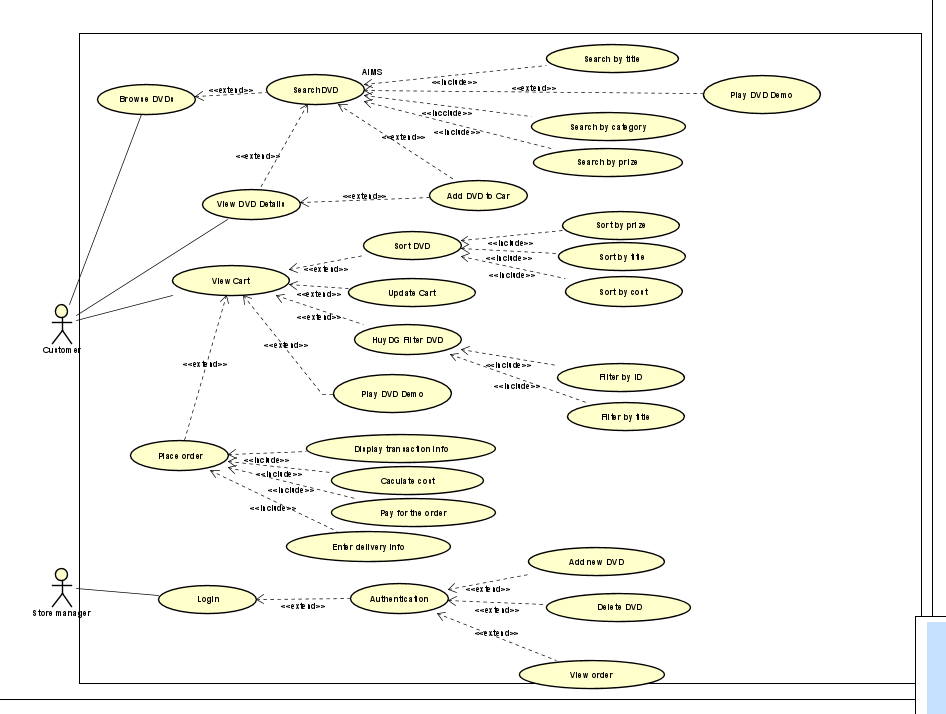 Search by title
AIMS
<<include>>
Browse DVDs
<<extend>>
Search DVD
<<extend>>
Play DVD Demo
<<incclude>>
Search by category
<<include>>
<<extend>>
Search by prize
<<extend>>
View DVD Details
<<extend>>
Add DVD to Car
Sort by prize
Sort DVD
<<include>>
Sort by title
<<include>>
<<extend>>
<<include>>
View Cart
Update Cart
<<extend>>
Sort by cost
<<extend>>
Customer
HuyDG Filter DVD
<<extend>>
<<extend>>
<<include>>
Filter by ID
<<include>>
Play DVD Demo
Filter by title
Place order
Display transaction info
<<include>>
<<include>>
Caculate cost
<<include>>
<<include>>
Pay for the order
Enter delivery info
Add new DVD
Store manager
Login
<<extend>>
Authentication
<<extend>>
<<extend>>
Delete DVD
<<extend>>
View order